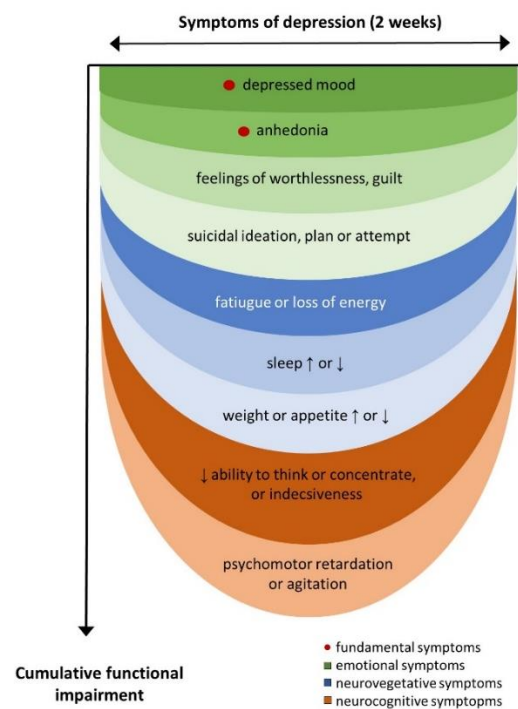 Symptoms of depression (2 weeks)
depressed mood
anhedonia
feelings of worthlessness, guilt
suicidal ideation, plan or attempt
fatiugue or loss of energy
sleep ↑ or ↓
weight or appetite ↑ or ↓
↓ ability to think or concentrate,
or indecsiveness
psychomotor retardation
or agitation
Cumulative functional
impairment
fundamental symptoms
emotional symptoms
neurovegetative symptoms
neurocognitive symptopms